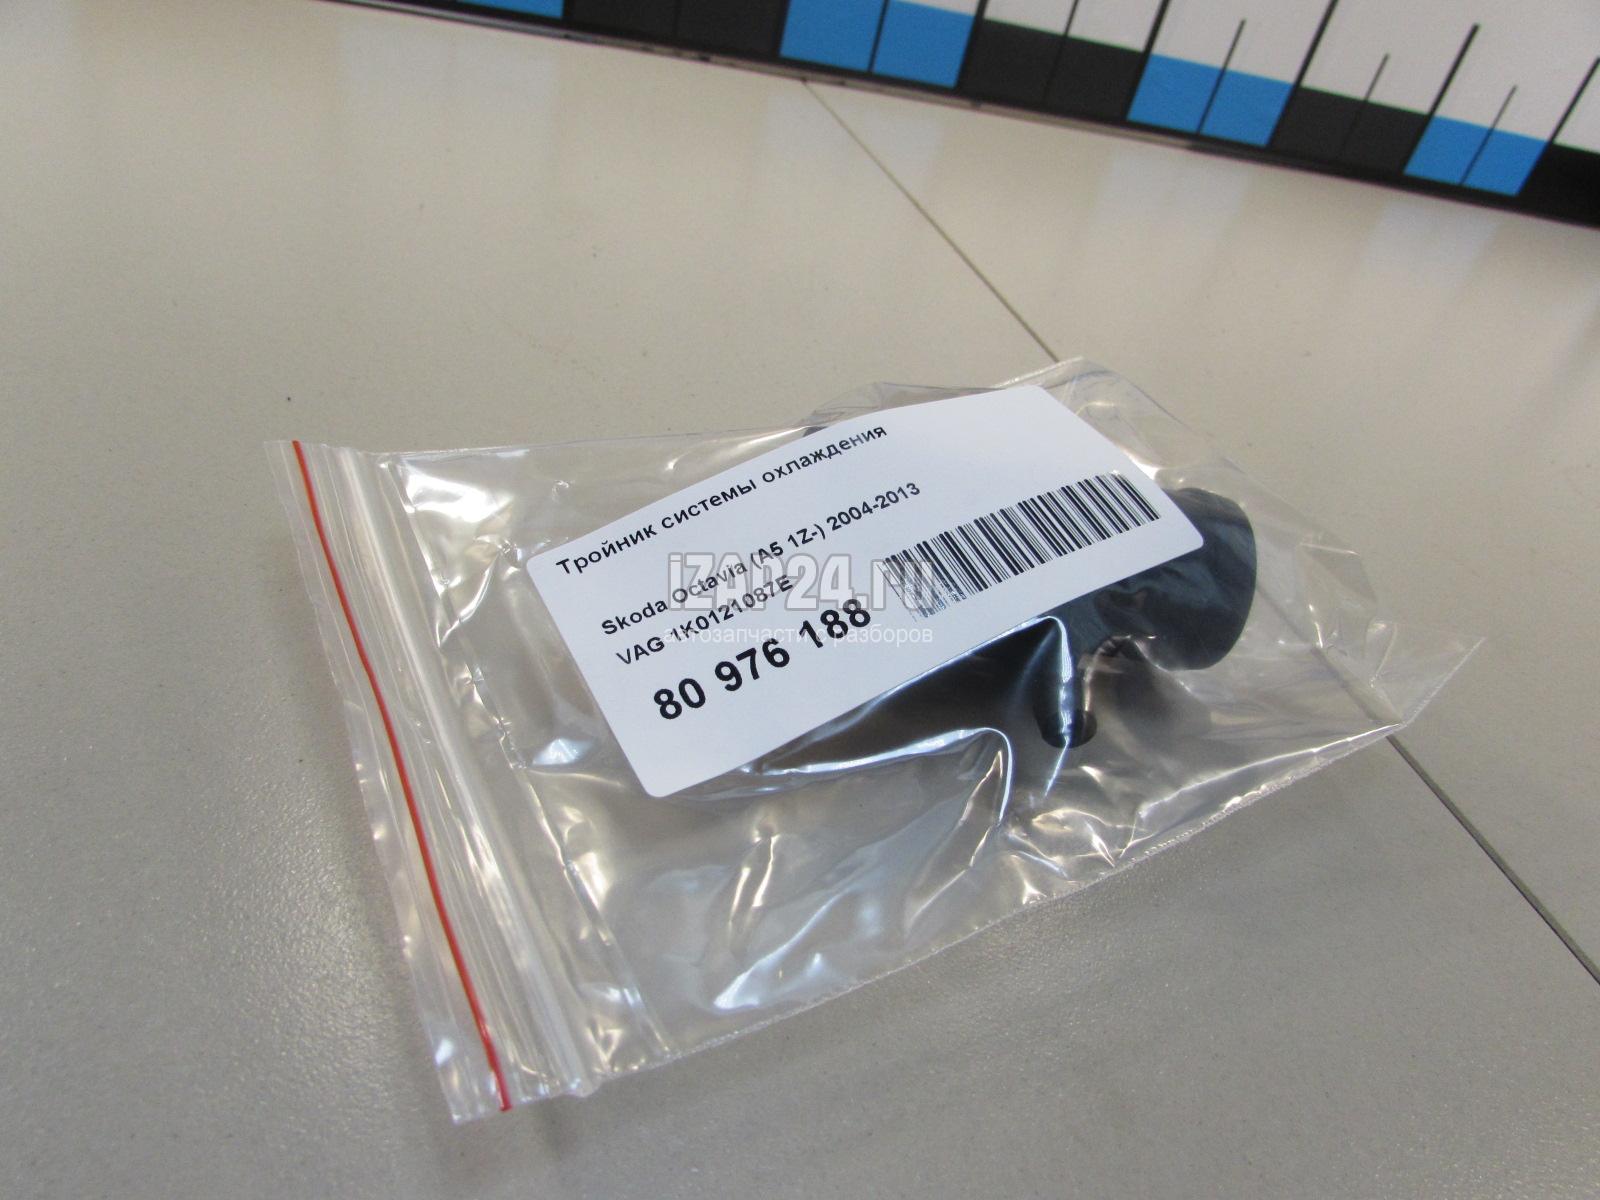 Тройник системы охлаждения
Skoda Octavia (A5 1Z-) 2004-2013
VAG 1K0121087E
80 976 188
iZAP24.ru
автозапчасти с разборов